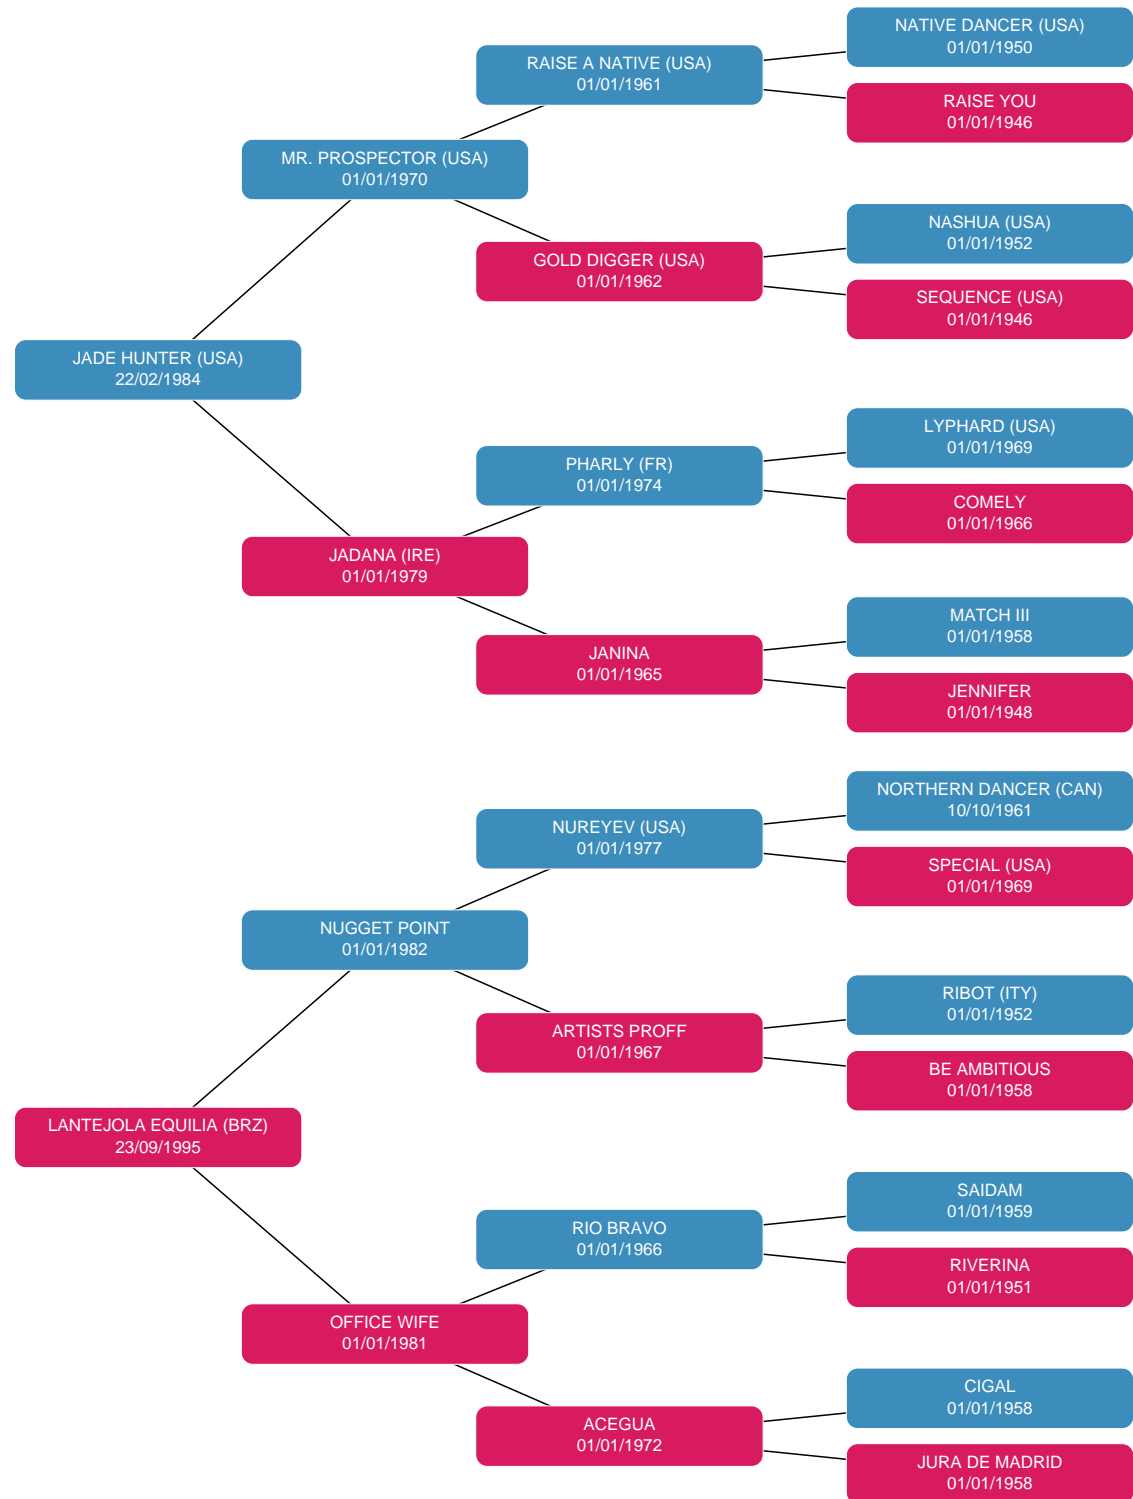 NATIVE DANCER (USA)
01/01/1950
RAISE A NATIVE (USA)
01/01/1961
RAISE YOU
01/01/1946
MR. PROSPECTOR (USA)
01/01/1970
NASHUA (USA)
01/01/1952
GOLD DIGGER (USA)
01/01/1962
SEQUENCE (USA)
01/01/1946
JADE HUNTER (USA)
22/02/1984
LYPHARD (USA)
01/01/1969
PHARLY (FR)
01/01/1974
COMELY
01/01/1966
JADANA (IRE)
01/01/1979
MATCH III
01/01/1958
JANINA
01/01/1965
JENNIFER
01/01/1948
NORTHERN DANCER (CAN)
10/10/1961
NUREYEV (USA)
01/01/1977
SPECIAL (USA)
01/01/1969
NUGGET POINT
01/01/1982
RIBOT (ITY)
01/01/1952
ARTISTS PROFF
01/01/1967
BE AMBITIOUS
01/01/1958
LANTEJOLA EQUILIA (BRZ)
23/09/1995
SAIDAM
01/01/1959
RIO BRAVO
01/01/1966
RIVERINA
01/01/1951
OFFICE WIFE
01/01/1981
CIGAL
01/01/1958
ACEGUA
01/01/1972
JURA DE MADRID
01/01/1958